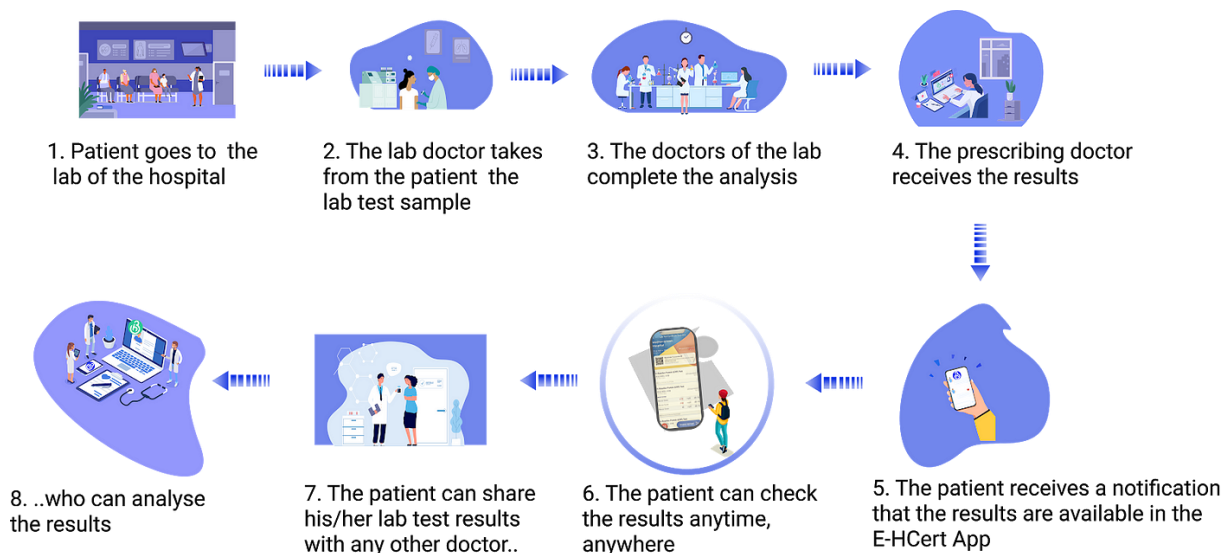 1. Patient goes to the
lab of the hospital
2. The lab doctor takes
from the patient the
lab test sample
3. The doctors of the lab
complete the analysis
4. The prescribing doctor
receives the results
5. The patient receives a notification
that the results are available in the
E-HCert App
6. The patient can check
the results anytime,
anywhere
7. The patient can share
his/her lab test results
with any other doctor..
8. ..who can analyse
the results